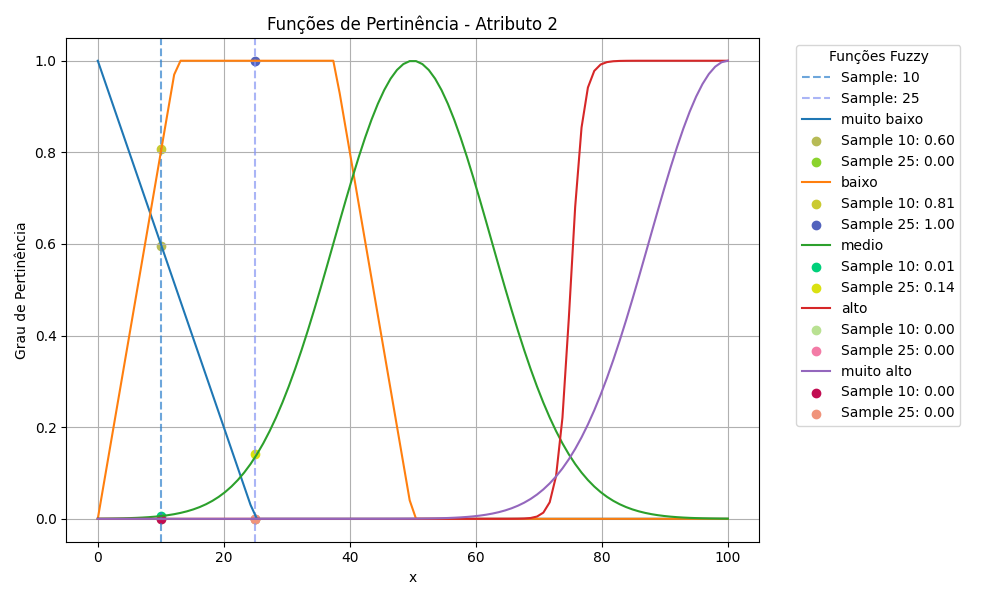 Funções de Pertinência - Atributo 2
Grau de Pertinência
1.0
0.8
0.6
0.4
0.2
0.0
0
20
40
60
80
100
x
Funções Fuzzy
Sample: 10
Sample: 25
muito baixo
Sample 10: 0.60
Sample 25: 0.00
baixo
Sample 10: 0.81
Sample 25: 1.00
medio
Sample 10: 0.01
Sample 25: 0.14
alto
Sample 10: 0.00
Sample 25: 0.00
muito alto
Sample 10: 0.00
Sample 25: 0.00